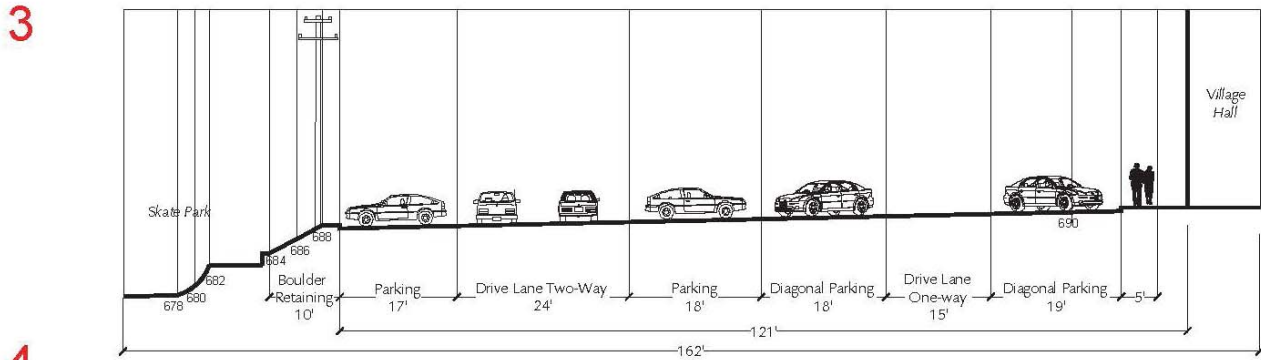 3
Village
Hall
Skate Park
690
688
686
684
682
680
678
Boulder
Retaining
10'
Parking
17'
Drive Lane Two-Way
24'
Parking
18'
Diagonal Parking
18'
Drive Lane
One-way
15'
Diagonal Parking
19'
5'
121'
162'